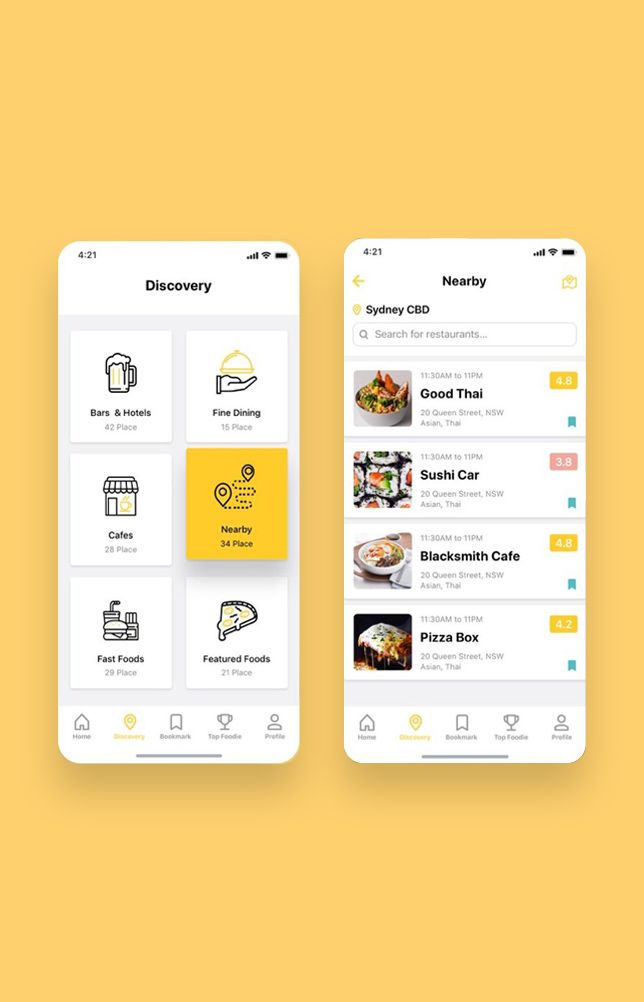 4:21
Discovery
Bars & Hotels
42 Place
Fine Dining
15 Place
Cafes
28 Place
Nearby
34 Place
Fast Foods
29 Place
Featured Foods
21 Place
Home
Discovery
Bookmark
Top Foodie
Profile
4:21
Nearby
Sydney CBD
Search for restaurants...
11:30AM to 11PM
4.8
Good Thai
20 Queen Street, NSW
Asian, Thai
11:30AM to 11PM
3.8
Sushi Car
20 Queen Street, NSW
Asian, Thai
11:30AM to 11PM
4.8
Blacksmith Cafe
20 Queen Street, NSW
Asian, Thai
11:30AM to 11PM
4.2
Pizza Box
20 Queen Street, NSW
Asian, Thai
Home
Discovery
Bookmark
Top Foodie
Profile